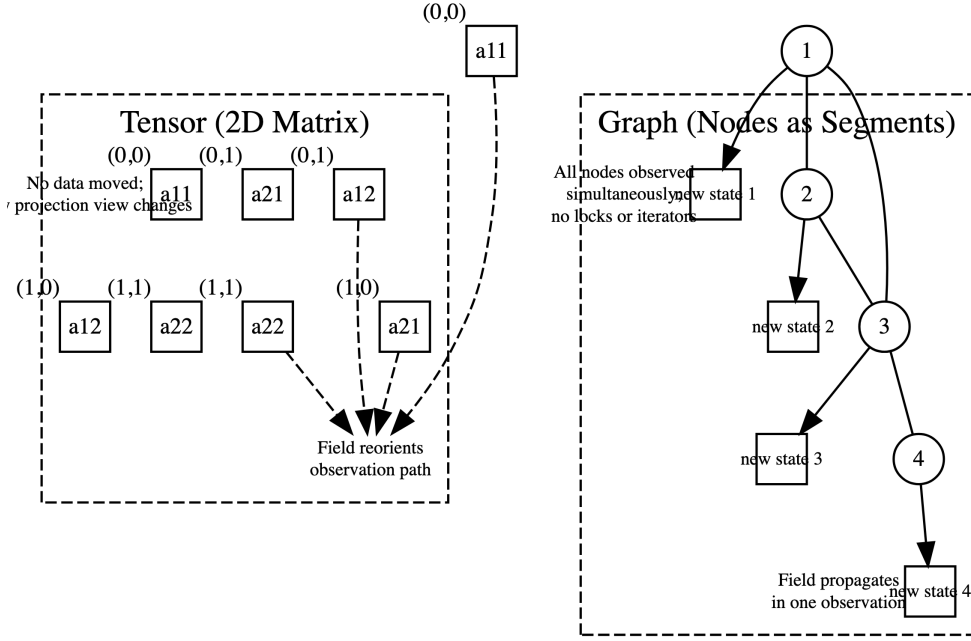 (0,0)
a11
1
Tensor (2D Matrix)
Graph (Nodes as Segments)
(0,0)
(0,1)
(0,1)
No data moved;
projection view changes
a11
a21
a12
All nodes observed
simultaneously;
no locks or iterators
new state 1
2
(1,0)
(1,1)
(1,1)
(1,0)
a12
a22
a22
a21
new state 2
3
Field reorients
observation path
new state 3
4
Field propagates
in one observation
new state 4